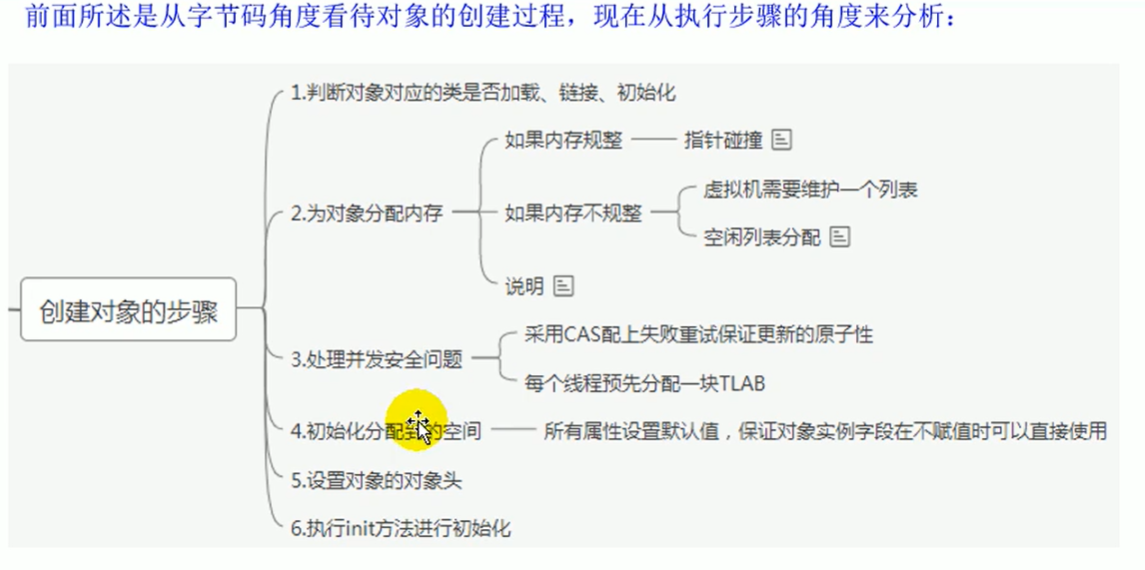 前面所述是从字节码角度看待对象的创建过程，现在从执行步骤的角度来分析：
创建对象的步骤
1.判断对象对应的类是否加载、链接、初始化
2.为对象分配内存
如果内存规整
指针碰撞
如果内存不规整
虚拟机需要维护一个列表
空闲列表分配
说明
3.处理并发安全问题
采用CAS配上失败重试保证更新的原子性
每个线程预先分配一块TLAB
4.初始化分配到的空间
所有属性设置默认值，保证对象实例字段在不赋值时可以直接使用
5.设置对象的对象头
6.执行init方法进行初始化